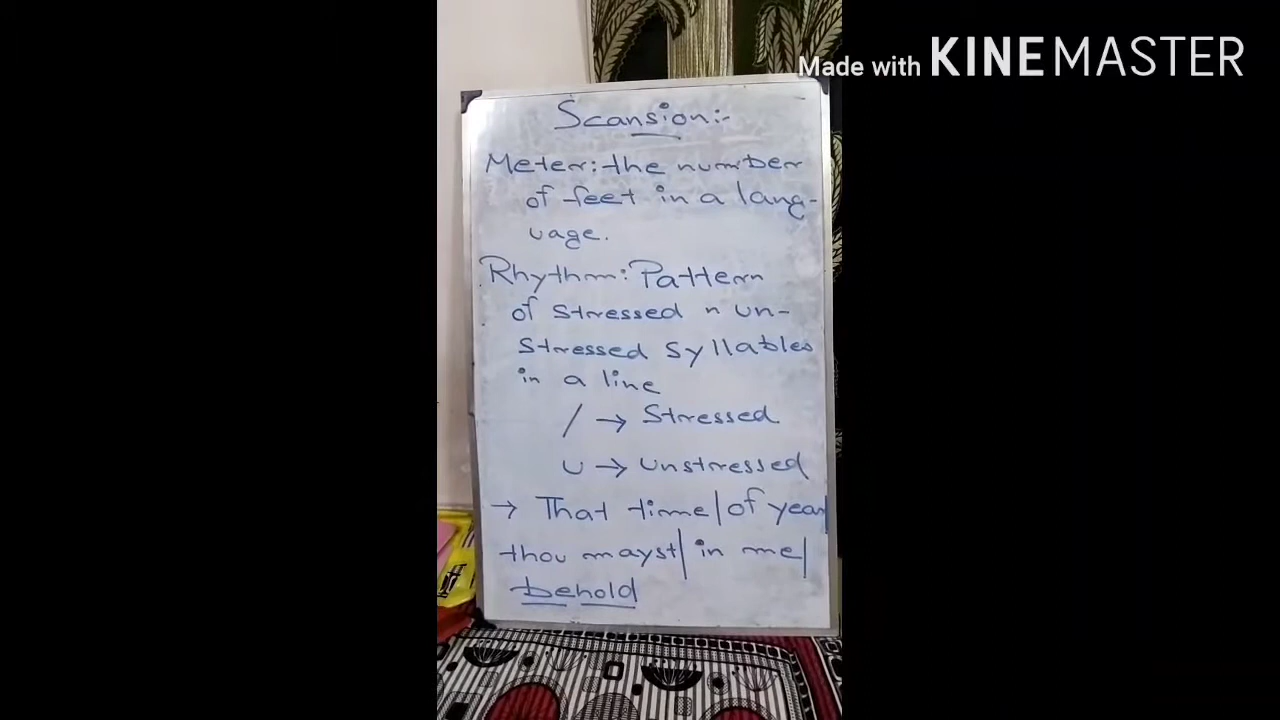 Made with KINEMASTER
Scansion:-
Meter: the number
of feet in a lang-
uage.
Rhythm: Pattern
of stressed n un-
stressed syllables
in a line
/ → Stressed
∪ → Unstressed
→ That time/of year/
thou mayst/in me/
behold